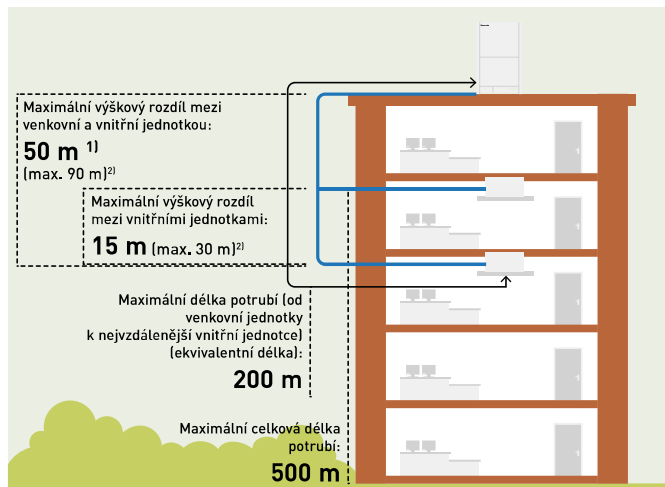 Maximální výškový rozdíl mezi
venkovní a vnitřní jednotkou:
50 m 1)
(max. 90 m)2)
Maximální výškový rozdíl
mezi vnitřními jednotkami:
15 m (max. 30 m)2)
Maximální délka potrubí (od
venkovní jednotky
k nejvzdálenější vnitřní jednotce)
(ekvivalentní délka):
200 m
Maximální celková délka
potrubí:
500 m